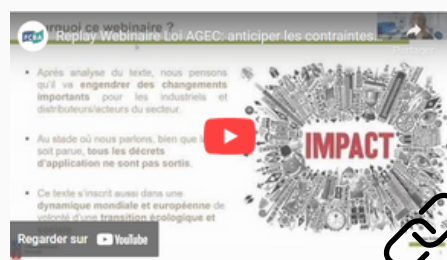 Pourquoi ce webinaire ?
FCBA
Replay Webinaire Loi AGEC: anticiper les contraintes...
Partager
• Après analyse du texte, nous pensons
qu'il va engendrer des changements
importants pour les industriels et
distributeurs/acteurs du secteur.
• Au stade où nous parlons, bien que
soit parue, tous les décrets
d'application ne sont pas sortis.
• Ce texte s'inscrit aussi dans une
dynamique mondiale et européenne de
volonté d'une transition écologique et
IMPACT
Regarder sur YouTube